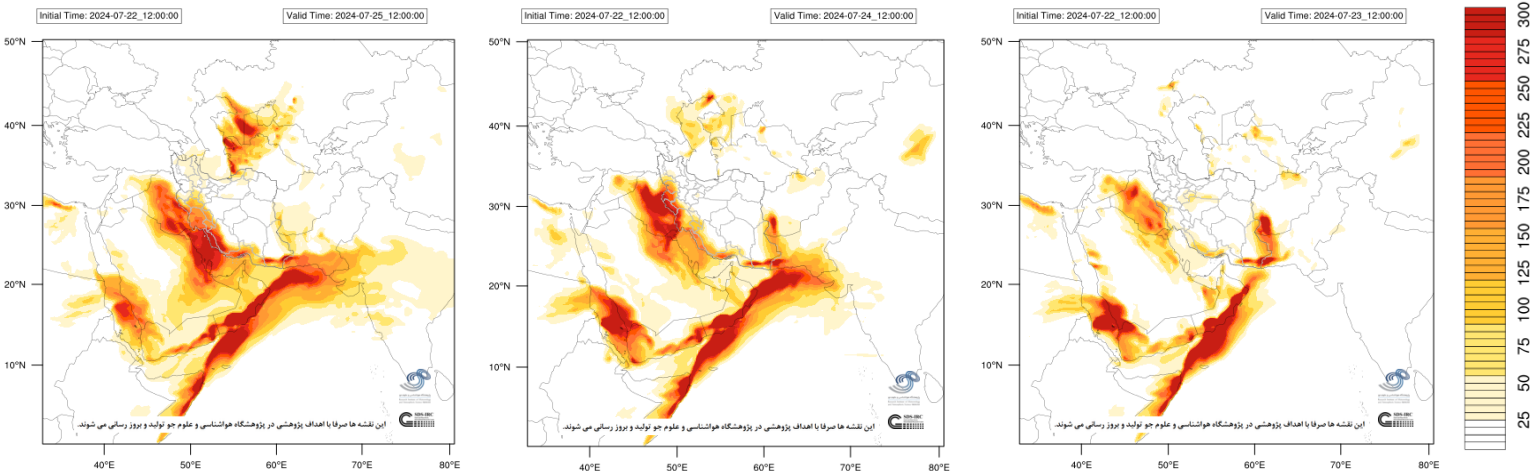 Initial Time: 2024-07-22_12:00:00
Valid Time: 2024-07-25_12:00:00
50°N
40°N
30°N
20°N
10°N
40°E
50°E
60°E
70°E
80°E
SDS-IRC
این نقشه ها صرفا با اهداف پژوهشی در پژوهشگاه هواشناسی و علوم جو تولید و بروز رسانی می شوند.
Initial Time: 2024-07-22_12:00:00
Valid Time: 2024-07-24_12:00:00
50°N
40°N
30°N
20°N
10°N
40°E
50°E
60°E
70°E
80°E
SDS-IRC
این نقشه ها صرفا با اهداف پژوهشی در پژوهشگاه هواشناسی و علوم جو تولید و بروز رسانی می شوند.
Initial Time: 2024-07-22_12:00:00
Valid Time: 2024-07-23_12:00:00
50°N
40°N
30°N
20°N
10°N
40°E
50°E
60°E
70°E
80°E
SDS-IRC
این نقشه ها صرفا با اهداف پژوهشی در پژوهشگاه هواشناسی و علوم جو تولید و بروز رسانی می شوند.
300
275
250
225
200
175
150
125
100
75
50
25